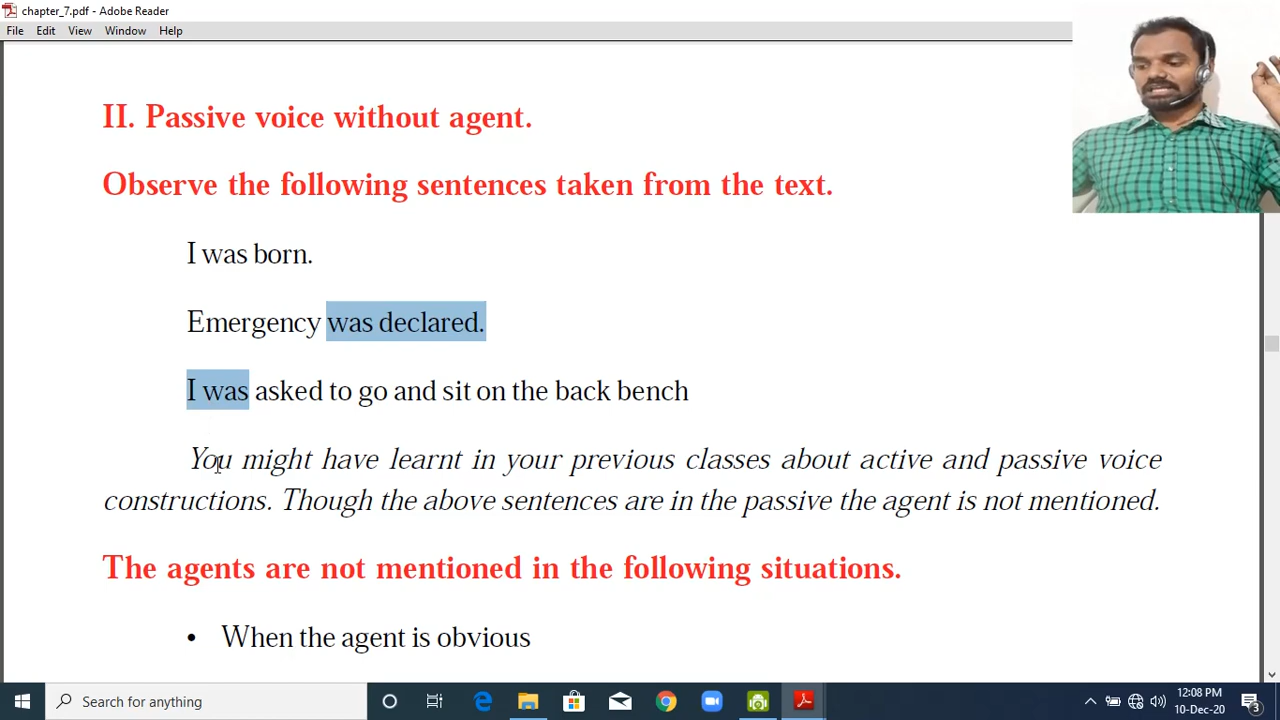 chapter_7.pdf - Adobe Reader
File Edit View Window Help
II. Passive voice without agent.
Observe the following sentences taken from the text.
I was born.
Emergency was declared.
I was asked to go and sit on the back bench
You might have learnt in your previous classes about active and passive voice
constructions. Though the above sentences are in the passive the agent is not mentioned.
The agents are not mentioned in the following situations.
• When the agent is obvious
Search for anything
12:08 PM
10-Dec-20
3